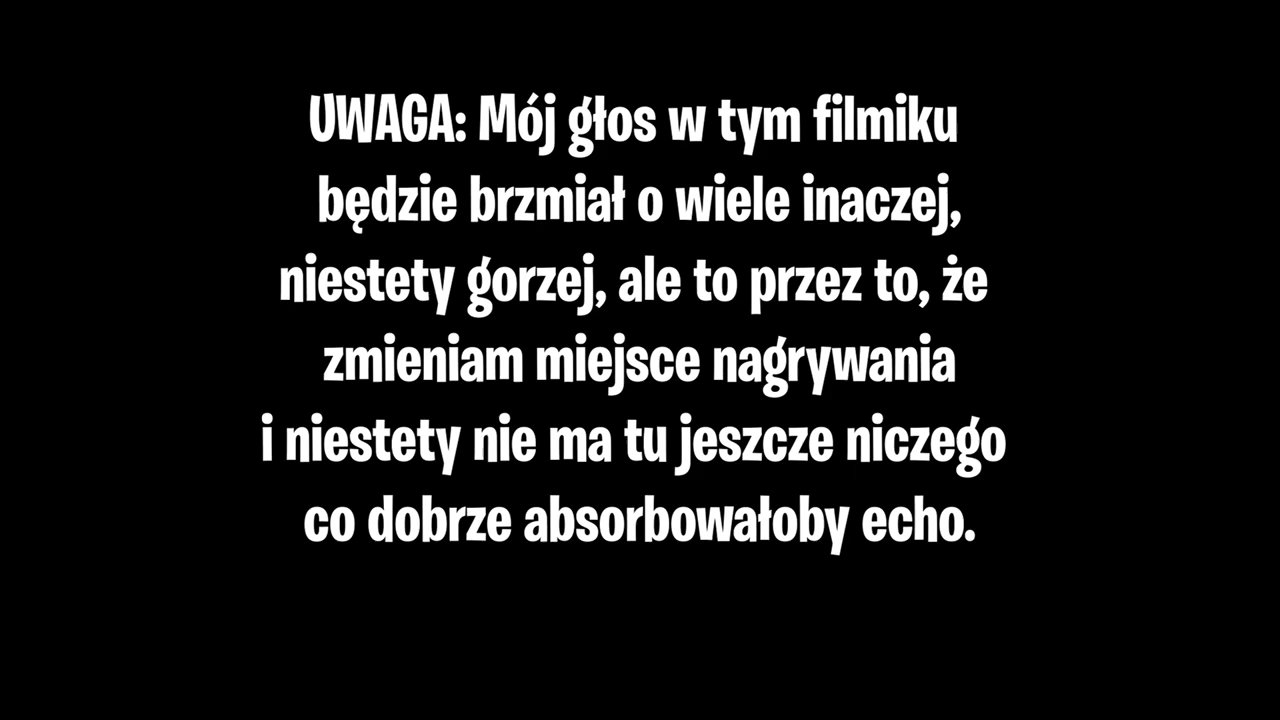 UWAGA: Mój głos w tym filmiku
będzie brzmiał o wiele inaczej,
niestety gorzej, ale to przez to, że
zmieniam miejsce nagrywania
i niestety nie ma tu jeszcze niczego
co dobrze absorbowałoby echo.